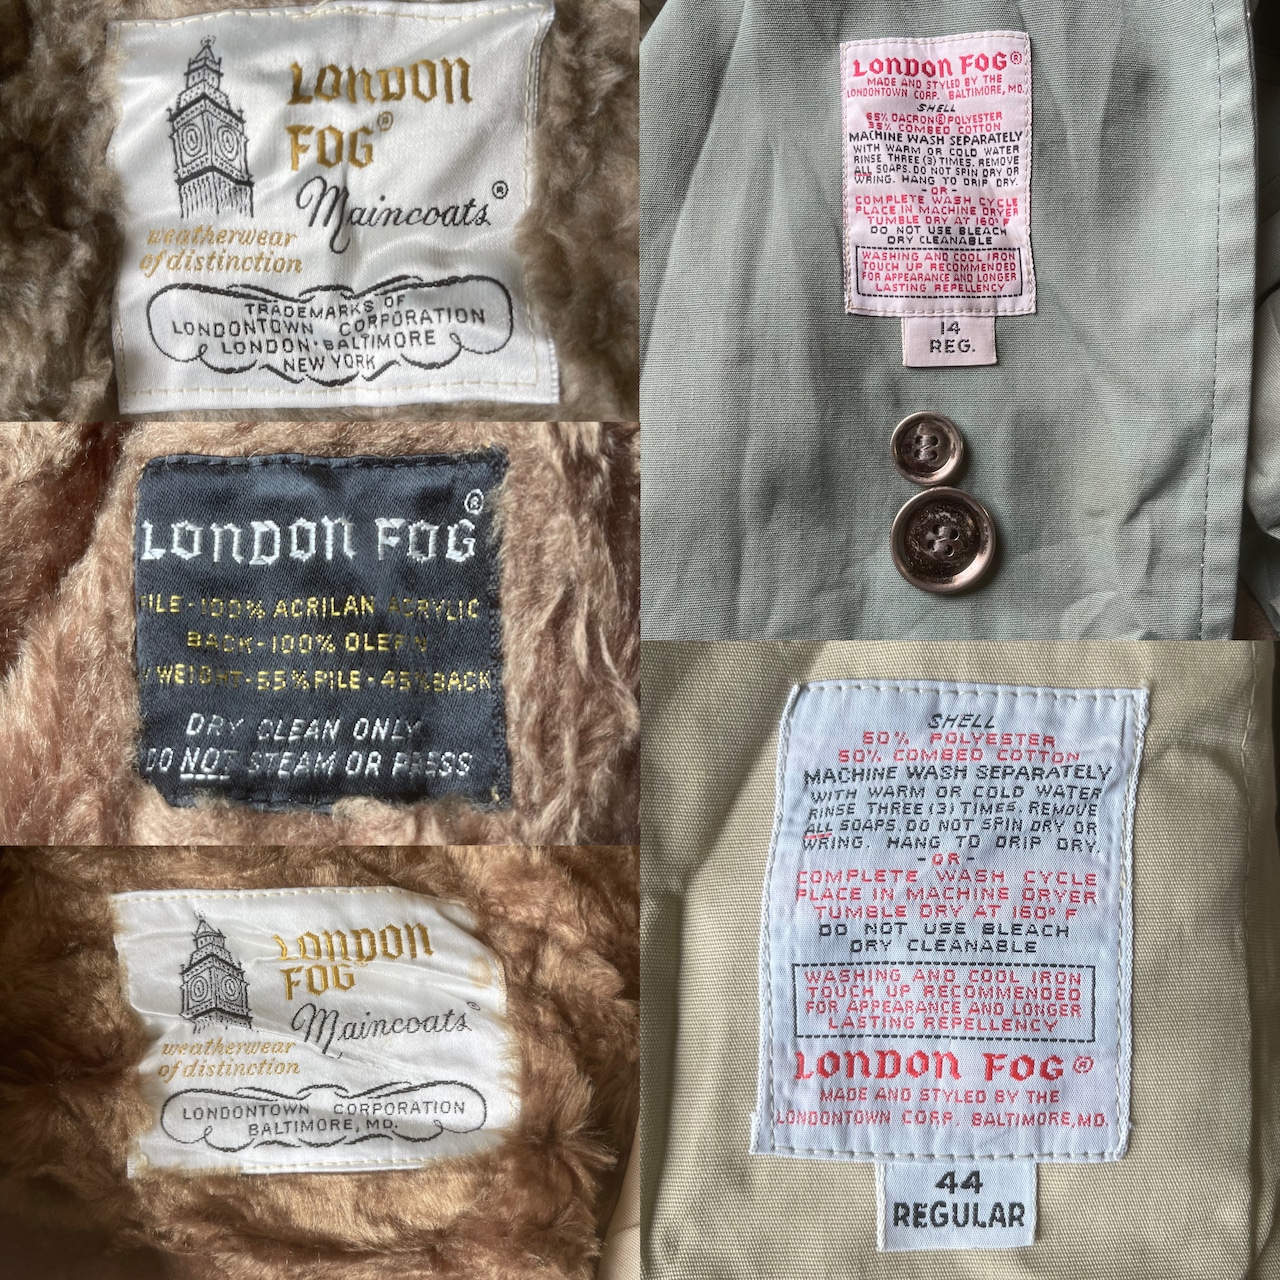 LONDON
FOG®
Maincoats®
weatherwear
of distinction
TRADEMARKS OF
LONDONTOWN CORPORATION
LONDON · BALTIMORE
NEW YORK
LONDON FOG®
PILE - 100% ACRILAN ACRYLIC
BACK - 100% OLEFIN
WEIGHT - 55% PILE - 45% BACK
DRY CLEAN ONLY
DO NOT STEAM OR PRESS
LONDON
FOG
Maincoats
weatherwear
of distinction
LONDONTOWN CORPORATION
BALTIMORE, MD.
LONDON FOG®
MADE AND STYLED BY THE
LONDONTOWN CORP. BALTIMORE, MD.
SHELL
65% DACRON® POLYESTER
35% COMBED COTTON
MACHINE WASH SEPARATELY
WITH WARM OR COLD WATER
RINSE THREE (3) TIMES. REMOVE
ALL SOAPS. DO NOT SPIN DRY OR
WRING. HANG TO DRIP DRY.
- OR -
COMPLETE WASH CYCLE
PLACE IN MACHINE DRYER
TUMBLE DRY AT 160° F
DO NOT USE BLEACH
DRY CLEANABLE
WASHING AND COOL IRON
TOUCH UP RECOMMENDED
FOR APPEARANCE AND LONGER
LASTING REPELLENCY
14
REG.
SHELL
50% POLYESTER
50% COMBED COTTON
MACHINE WASH SEPARATELY
WITH WARM OR COLD WATER
RINSE THREE (3) TIMES. REMOVE
ALL SOAPS. DO NOT SPIN DRY OR
WRING. HANG TO DRIP DRY.
- OR -
COMPLETE WASH CYCLE
PLACE IN MACHINE DRYER
TUMBLE DRY AT 160° F
DO NOT USE BLEACH
DRY CLEANABLE
WASHING AND COOL IRON
TOUCH UP RECOMMENDED
FOR APPEARANCE AND LONGER
LASTING REPELLENCY
LONDON FOG®
MADE AND STYLED BY THE
LONDONTOWN CORP. BALTIMORE, MD.
44
REGULAR